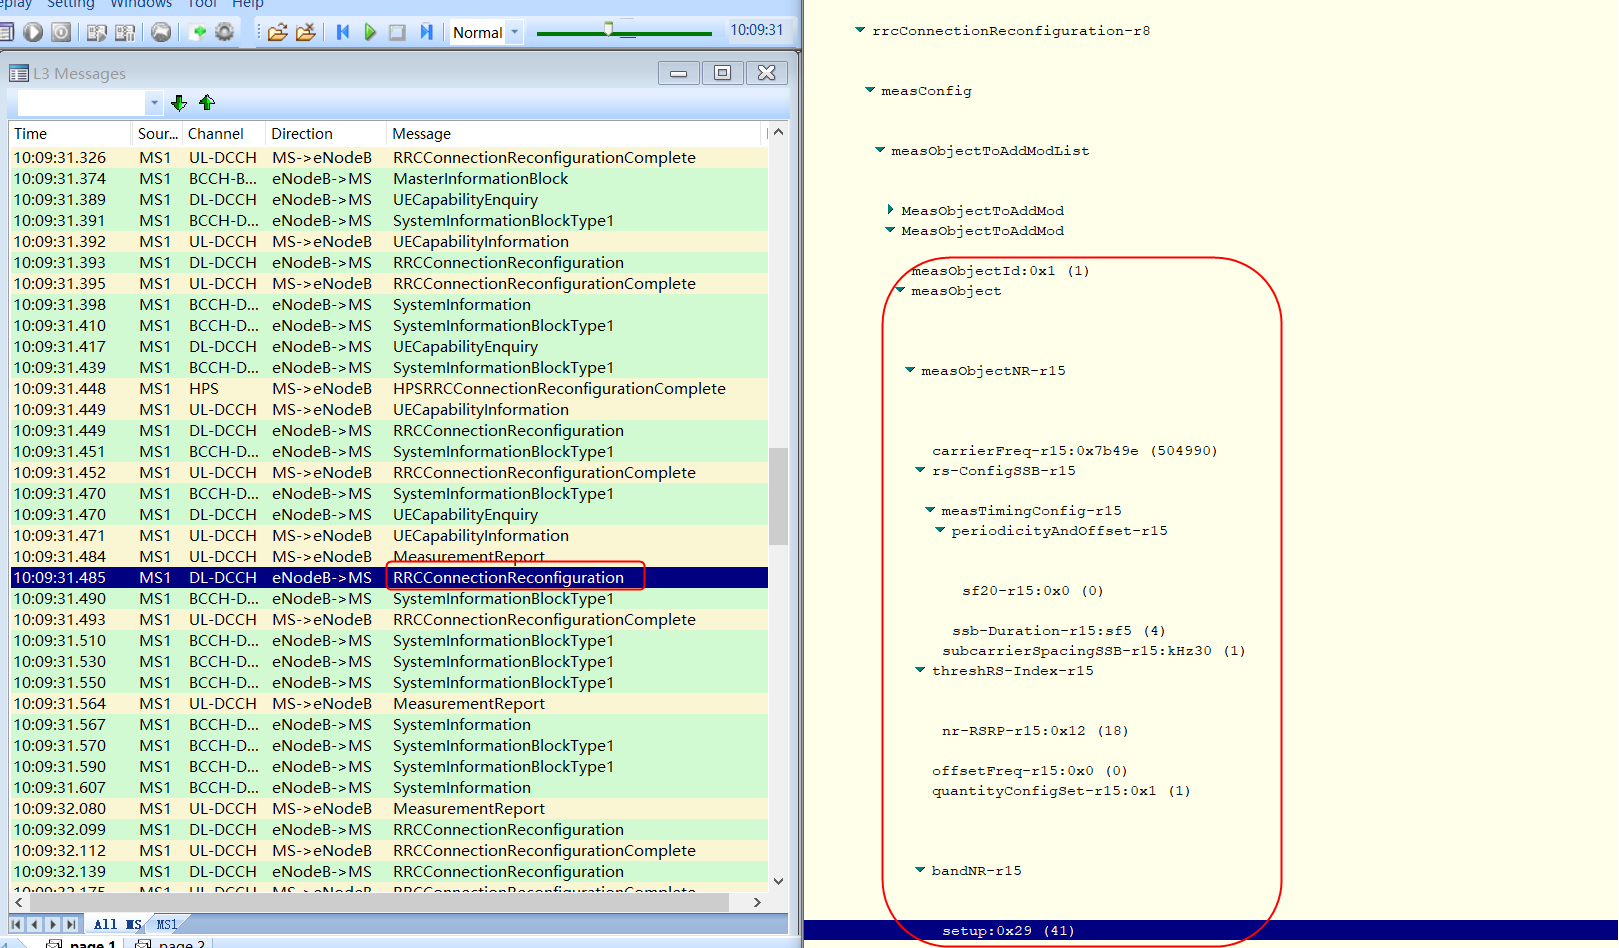 eplay Setting Windows Tool Help
Normal 10:09:31
L3 Messages
Time Sour... Channel Direction Message
10:09:31.326 MS1 UL-DCCH MS->eNodeB RRCConnectionReconfigurationComplete
10:09:31.374 MS1 BCCH-B... eNodeB->MS MasterInformationBlock
10:09:31.389 MS1 DL-DCCH eNodeB->MS UECapabilityEnquiry
10:09:31.391 MS1 BCCH-D... eNodeB->MS SystemInformationBlockType1
10:09:31.392 MS1 UL-DCCH MS->eNodeB UECapabilityInformation
10:09:31.393 MS1 DL-DCCH eNodeB->MS RRCConnectionReconfiguration
10:09:31.395 MS1 UL-DCCH MS->eNodeB RRCConnectionReconfigurationComplete
10:09:31.398 MS1 BCCH-D... eNodeB->MS SystemInformation
10:09:31.410 MS1 BCCH-D... eNodeB->MS SystemInformationBlockType1
10:09:31.417 MS1 DL-DCCH eNodeB->MS UECapabilityEnquiry
10:09:31.439 MS1 BCCH-D... eNodeB->MS SystemInformationBlockType1
10:09:31.448 MS1 HPS MS->eNodeB HPSRRCConnectionReconfigurationComplete
10:09:31.449 MS1 UL-DCCH MS->eNodeB UECapabilityInformation
10:09:31.449 MS1 DL-DCCH eNodeB->MS RRCConnectionReconfiguration
10:09:31.451 MS1 BCCH-D... eNodeB->MS SystemInformationBlockType1
10:09:31.452 MS1 UL-DCCH MS->eNodeB RRCConnectionReconfigurationComplete
10:09:31.470 MS1 BCCH-D... eNodeB->MS SystemInformationBlockType1
10:09:31.470 MS1 DL-DCCH eNodeB->MS UECapabilityEnquiry
10:09:31.471 MS1 UL-DCCH MS->eNodeB UECapabilityInformation
10:09:31.484 MS1 UL-DCCH MS->eNodeB MeasurementReport
10:09:31.485 MS1 DL-DCCH eNodeB->MS RRCConnectionReconfiguration
10:09:31.490 MS1 BCCH-D... eNodeB->MS SystemInformationBlockType1
10:09:31.493 MS1 UL-DCCH MS->eNodeB RRCConnectionReconfigurationComplete
10:09:31.510 MS1 BCCH-D... eNodeB->MS SystemInformationBlockType1
10:09:31.530 MS1 BCCH-D... eNodeB->MS SystemInformationBlockType1
10:09:31.550 MS1 BCCH-D... eNodeB->MS SystemInformationBlockType1
10:09:31.564 MS1 UL-DCCH MS->eNodeB MeasurementReport
10:09:31.567 MS1 BCCH-D... eNodeB->MS SystemInformation
10:09:31.570 MS1 BCCH-D... eNodeB->MS SystemInformationBlockType1
10:09:31.590 MS1 BCCH-D... eNodeB->MS SystemInformationBlockType1
10:09:31.607 MS1 BCCH-D... eNodeB->MS SystemInformation
10:09:32.080 MS1 UL-DCCH MS->eNodeB MeasurementReport
10:09:32.099 MS1 DL-DCCH eNodeB->MS RRCConnectionReconfiguration
10:09:32.112 MS1 UL-DCCH MS->eNodeB RRCConnectionReconfigurationComplete
10:09:32.139 MS1 DL-DCCH eNodeB->MS RRCConnectionReconfiguration
10:09:32.175 MS1 UL-DCCH MS->eNodeB RRCConnectionReconfigurationComplete
All MS MS1
page 1 page 2
rrcConnectionReconfiguration-r8
measConfig
measObjectToAddModList
MeasObjectToAddMod
MeasObjectToAddMod
measObjectId:0x1 (1)
measObject
measObjectNR-r15
carrierFreq-r15:0x7b49e (504990)
rs-ConfigSSB-r15
measTimingConfig-r15
periodicityAndOffset-r15
sf20-r15:0x0 (0)
ssb-Duration-r15:sf5 (4)
subcarrierSpacingSSB-r15:kHz30 (1)
threshRS-Index-r15
nr-RSRP-r15:0x12 (18)
offsetFreq-r15:0x0 (0)
quantityConfigSet-r15:0x1 (1)
bandNR-r15
setup:0x29 (41)